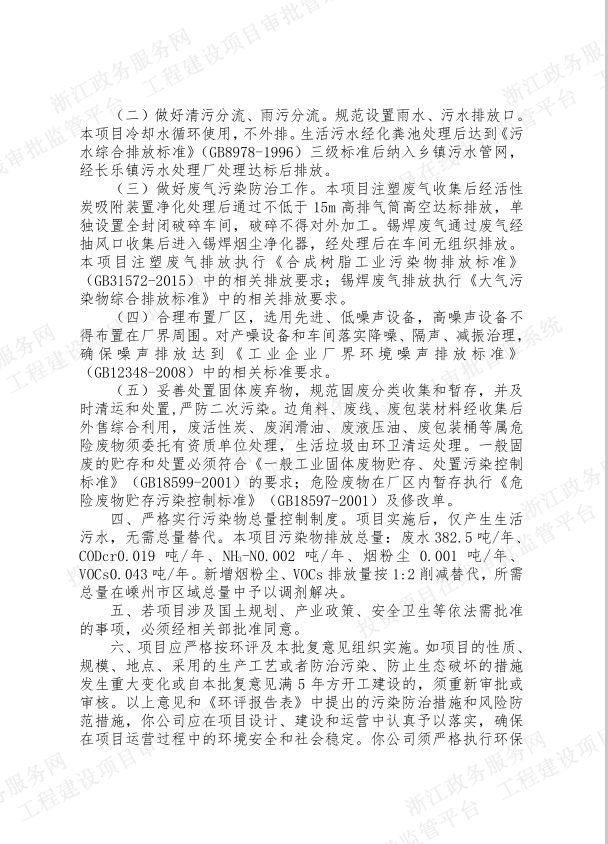 （二）做好清污分流、雨污分流。规范设置雨水、污水排放口。
本项目冷却水循环使用,不外排。生活污水经化粪池处理后达到《污
水综合排放标准》（GB8978-1996）三级标准后纳入乡镇污水管网，
经长乐镇污水处理厂处理达标后排放。
（三）做好废气污染防治工作。本项目注塑废气收集后经活性
炭吸附装置净化处理后通过不低于 15m 高排气筒高空达标排放，单
独设置全封闭破碎车间，破碎不得对外加工。锡焊废气通过废气经
抽风口收集后进入锡焊烟尘净化器，经处理后在车间无组织排放。
本项目注塑废气排放执行《合成树脂工业污染物排放标准》
（GB31572-2015）中的相关排放要求；锡焊废气排放执行《大气污
染物综合排放标准》中的相关排放要求。
（四）合理布置厂区，选用先进、低噪声设备，高噪声设备不
得布置在厂界周围。对产噪设备和车间落实降噪、隔声、减振治理，
确保噪声排放达到《工业企业厂界环境噪声排放标准》
（GB12348-2008）中的相关标准要求。
（五）妥善处置固体废弃物，规范固废分类收集和暂存，并及
时清运和处置,严防二次污染。边角料、废线、废包装材料经收集后
外售综合利用，废活性炭、废润滑油、废液压油、废包装桶等属危
险废物须委托有资质单位处理，生活垃圾由环卫清运处理。一般固
废的贮存和处置必须符合《一般工业固体废物贮存、处置污染控制
标准》（GB18599-2001）的要求；危险废物在厂区内暂存执行《危
险废物贮存污染控制标准》（GB18597-2001）及修改单。
四、严格实行污染物总量控制制度。项目实施后，仅产生生活
污水，无需总量替代。本项目污染物排放总量：废水 382.5 吨/年、
CODcr0.019 吨/年、NH₃-N0.002 吨/年、烟粉尘 0.001 吨/年、
VOCs0.043 吨/年。新增烟粉尘、VOCs 排放量按 1:2 削减替代，所需
总量在嵊州市区域总量中予以调剂解决。
五、若项目涉及国土规划、产业政策、安全卫生等依法需批准
的事项，必须经相关部批准同意。
六、项目应严格按环评及本批复意见组织实施。如项目的性质、
规模、地点、采用的生产工艺或者防治污染、防止生态破坏的措施
发生重大变化或自本批复意见满 5 年方开工建设的，须重新审批或
审核。以上意见和《环评报告表》中提出的污染防治措施和风险防
范措施，你公司应在项目设计、建设和运营中认真予以落实，确保
在项目运营过程中的环境安全和社会稳定。你公司须严格执行环保